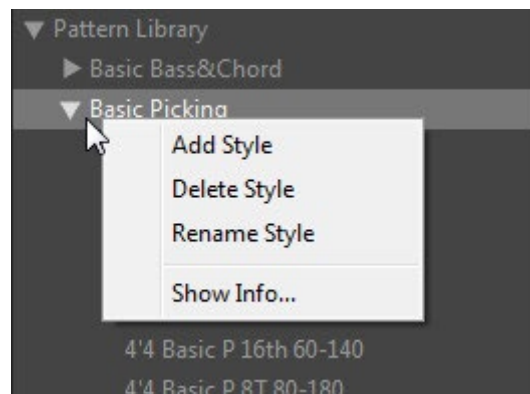 Pattern Library
Basic Bass&Chord
Basic Picking
Add Style
Delete Style
Rename Style
Show Info...
4'4 Basic P 16th 60-140
4'4 Basic P 8T 80-180